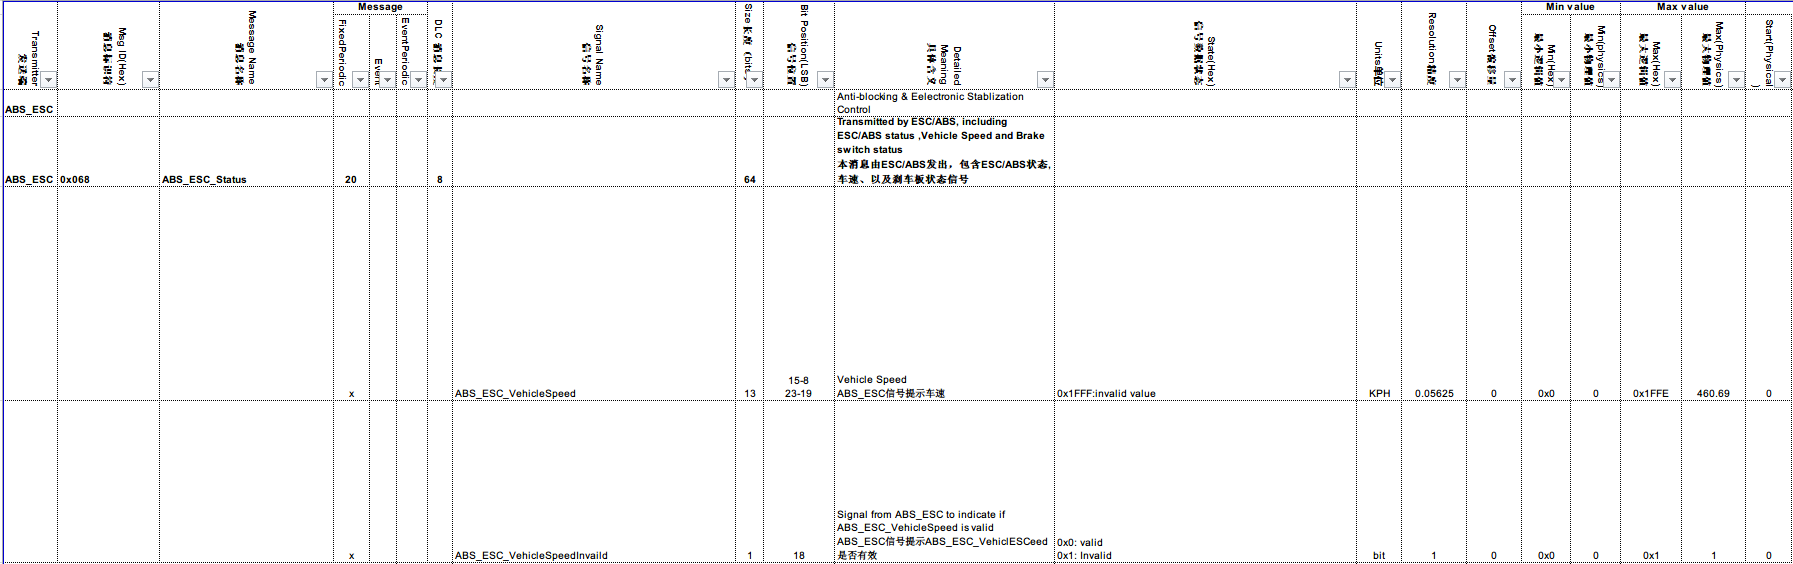 Message
Min value
Max value
Transmitter
发送端
Msg ID(Hex)
消息标识符
Message Name
消息名称
FixedPeriodic
Event
EventPeriodic
DLC 消息长
Signal Name
信号名称
Size 长度 (bit
Bit Position(LSB)
信号位置
Detailed
Meaning
具体含义
State(Hex)
信号数据状态
Units单位
Resolution精度
Offset偏移量
Min(Hex)
最小逻辑值
Min(physics)
最小物理值
Max(Hex)
最大逻辑值
Max(Physics)
最大物理值
Start(Physical
)
Anti-blocking & Eelectronic Stablization
ABS_ESC Control
Transmitted by ESC/ABS, including
ESC/ABS status ,Vehicle Speed and Brake
switch status
本消息由ESC/ABS发出，包含ESC/ABS状态,
ABS_ESC 0x068 ABS_ESC_Status 20 8 64 车速、以及刹车板状态信号
15-8 Vehicle Speed
x ABS_ESC_VehicleSpeed 13 23-19 ABS_ESC信号提示车速 0x1FFF:invalid value KPH 0.05625 0 0x0 0 0x1FFE 460.69 0
Signal from ABS_ESC to indicate if
ABS_ESC_VehicleSpeed is valid
ABS_ESC信号提示ABS_ESC_VehiclESCeed 0x0: valid
x ABS_ESC_VehicleSpeedInvaild 1 18 是否有效 0x1: Invalid bit 1 0 0x0 0 0x1 1 0